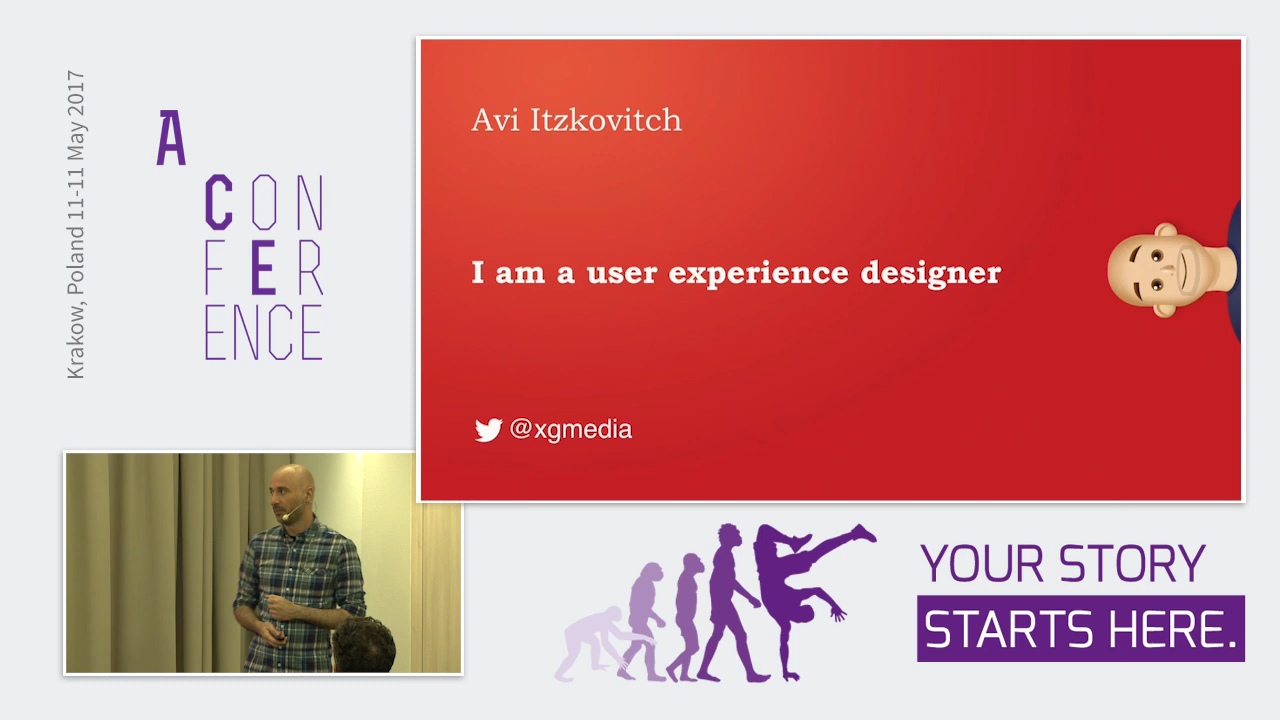 Krakow, Poland 11-11 May 2017
A
CON
FER
ENCE
Avi Itzkovitch
I am a user experience designer
@xgmedia
YOUR STORY
STARTS HERE.